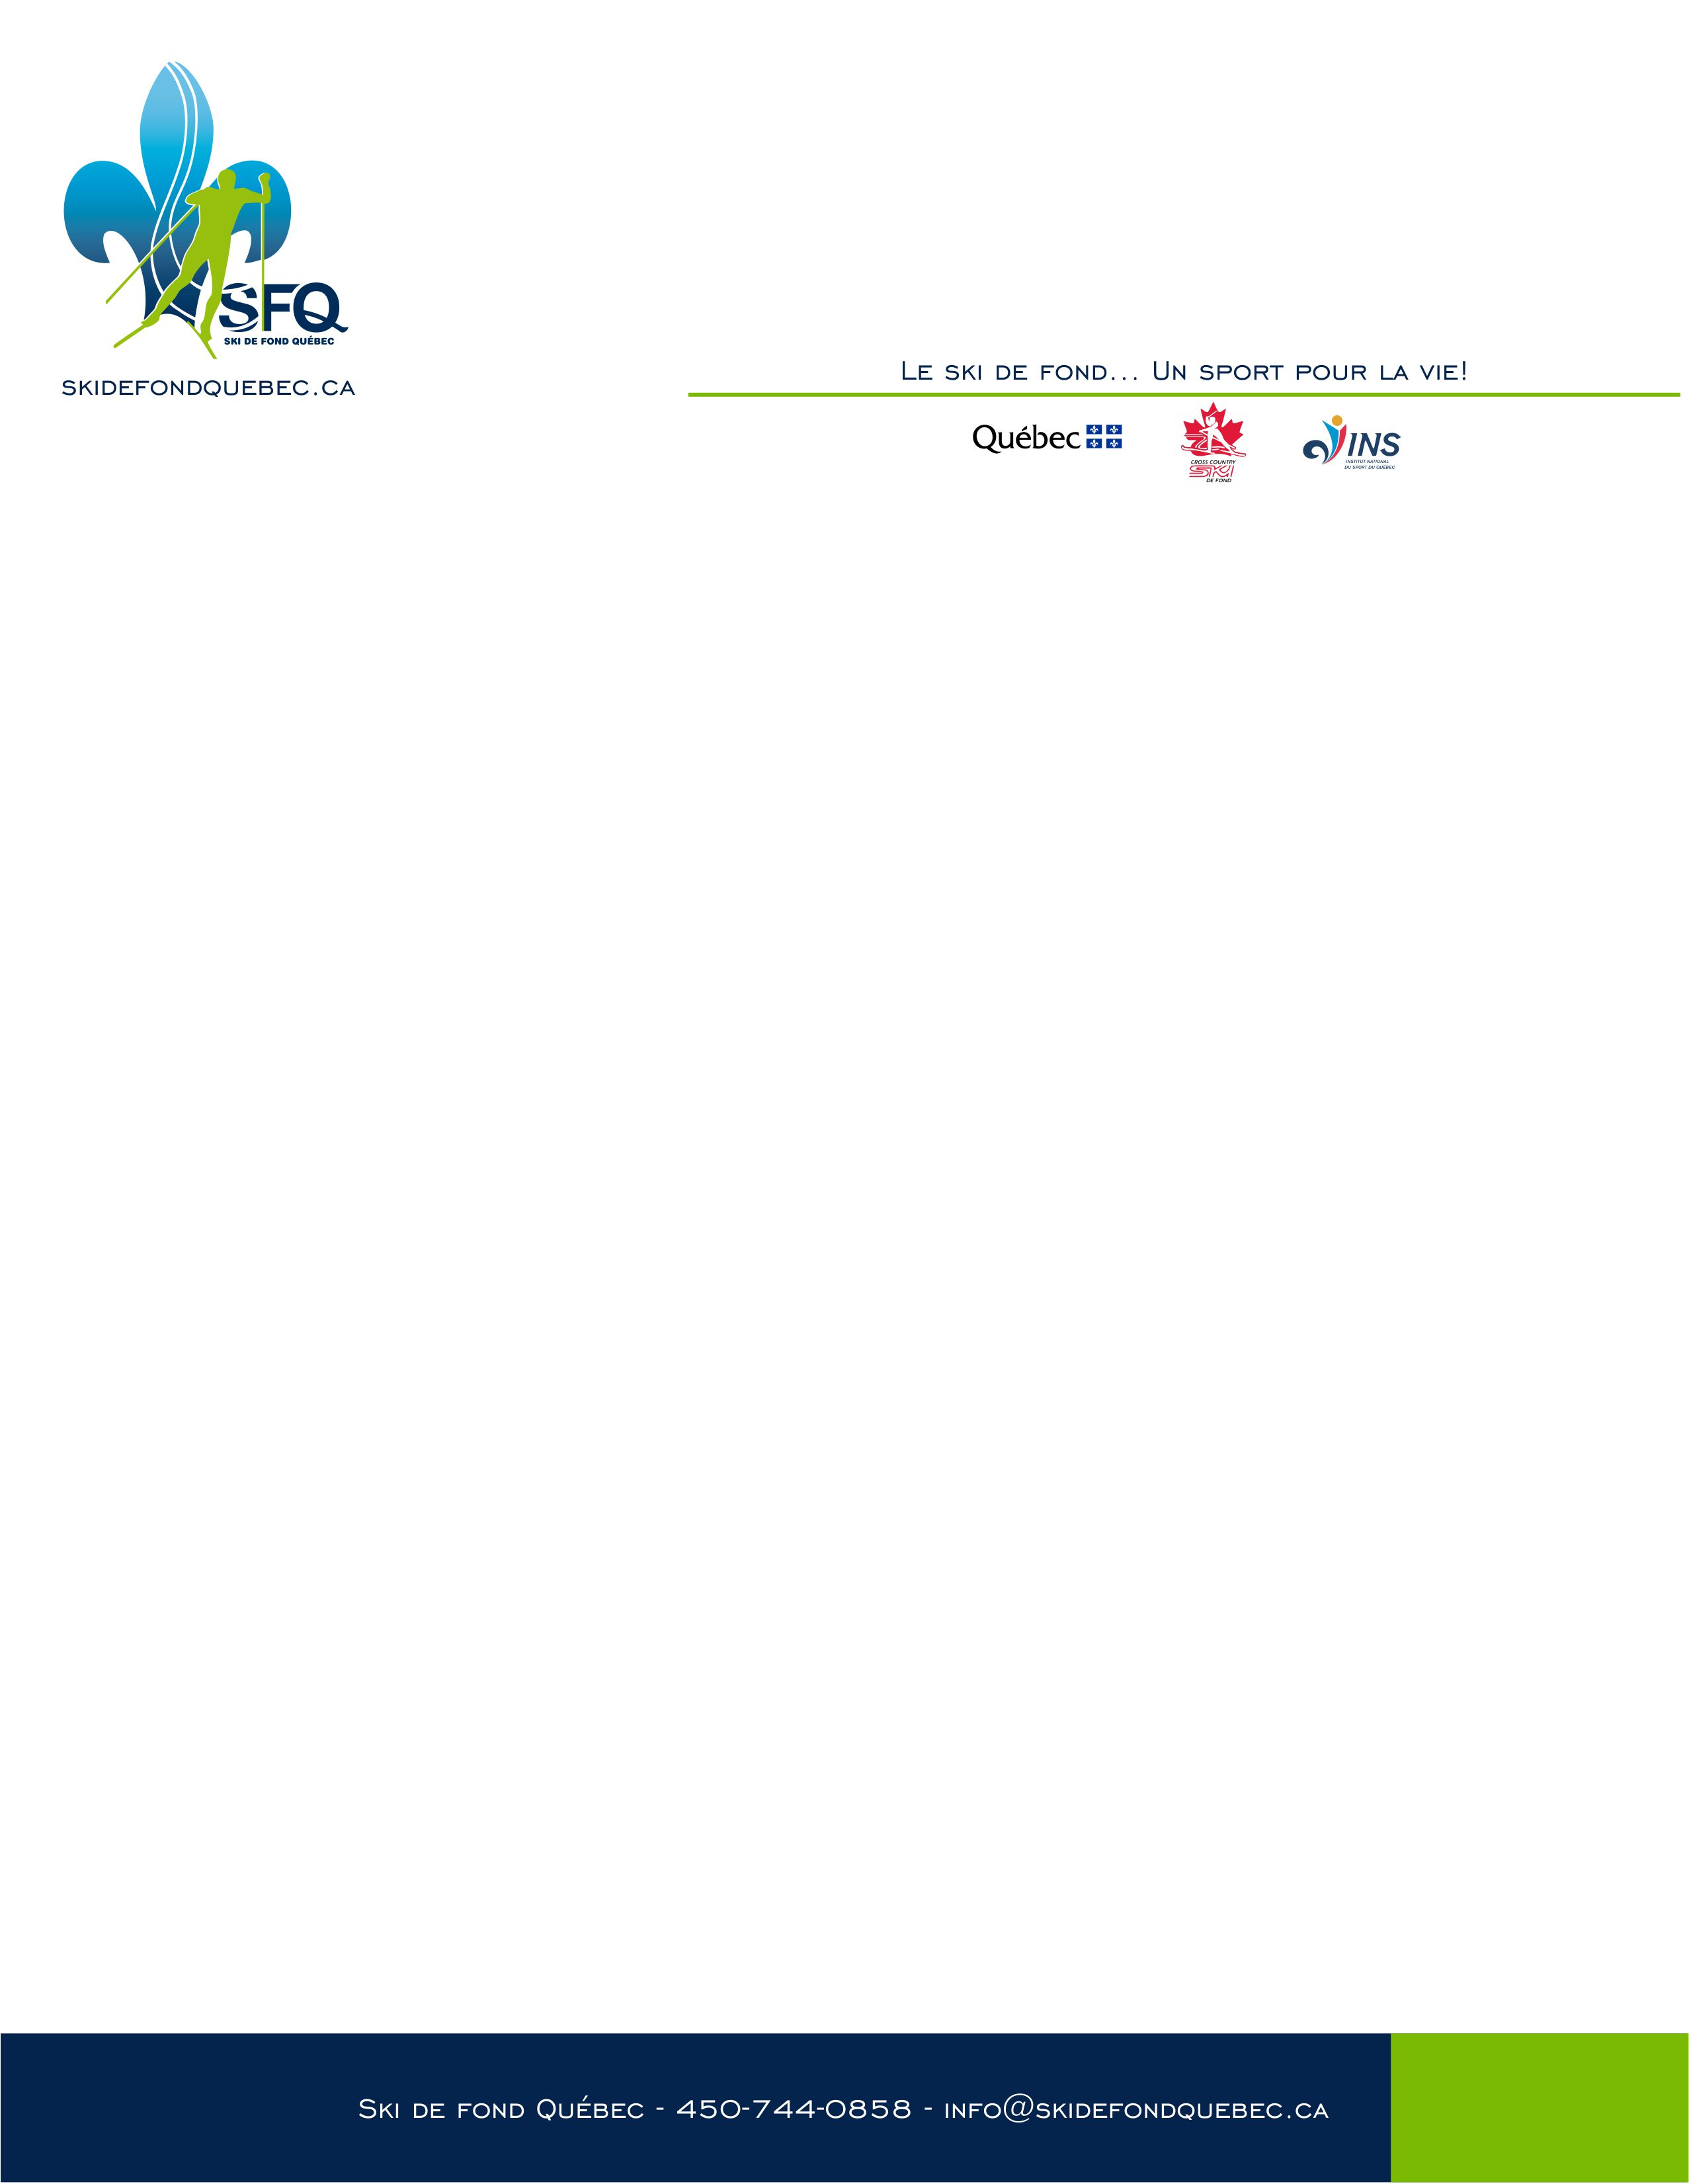 SFQ
SKI DE FOND QUÉBEC
SKIDEFONDQUEBEC.CA
LE SKI DE FOND... UN SPORT POUR LA VIE!
Québec
CROSS COUNTRY
SKI
DE FOND
INS
INSTITUT NATIONAL
DU SPORT DU QUÉBEC
SKI DE FOND QUÉBEC - 450-744-0858 - INFO@SKIDEFONDQUEBEC.CA